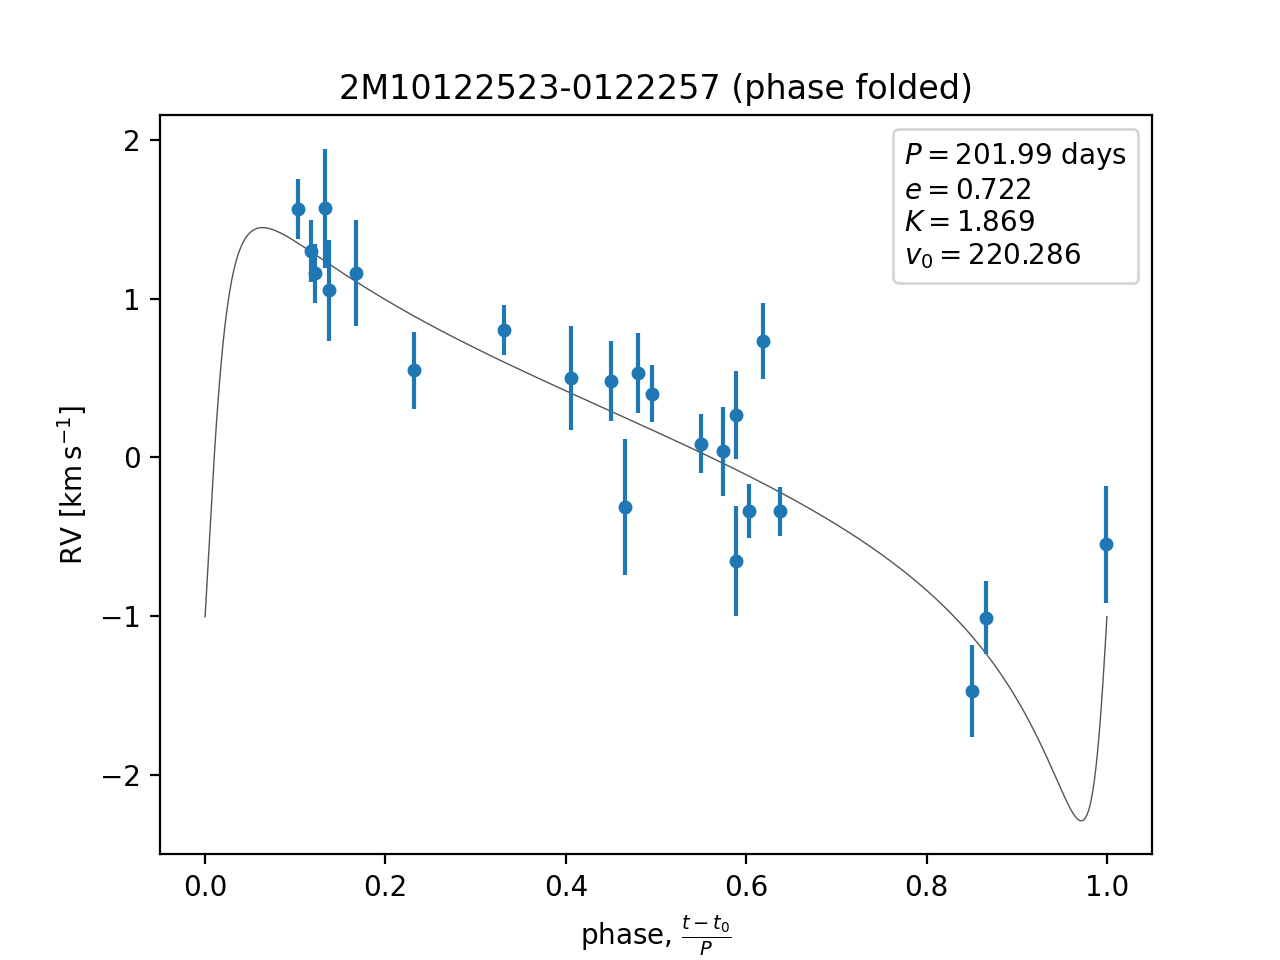 2M10122523-0122257 (phase folded)
P = 201.99 days
e = 0.722
K = 1.869
v₀ = 220.286
RV [km s⁻¹]
2
1
0
−1
−2
0.0 0.2 0.4 0.6 0.8 1.0
phase, (t − t₀)/P